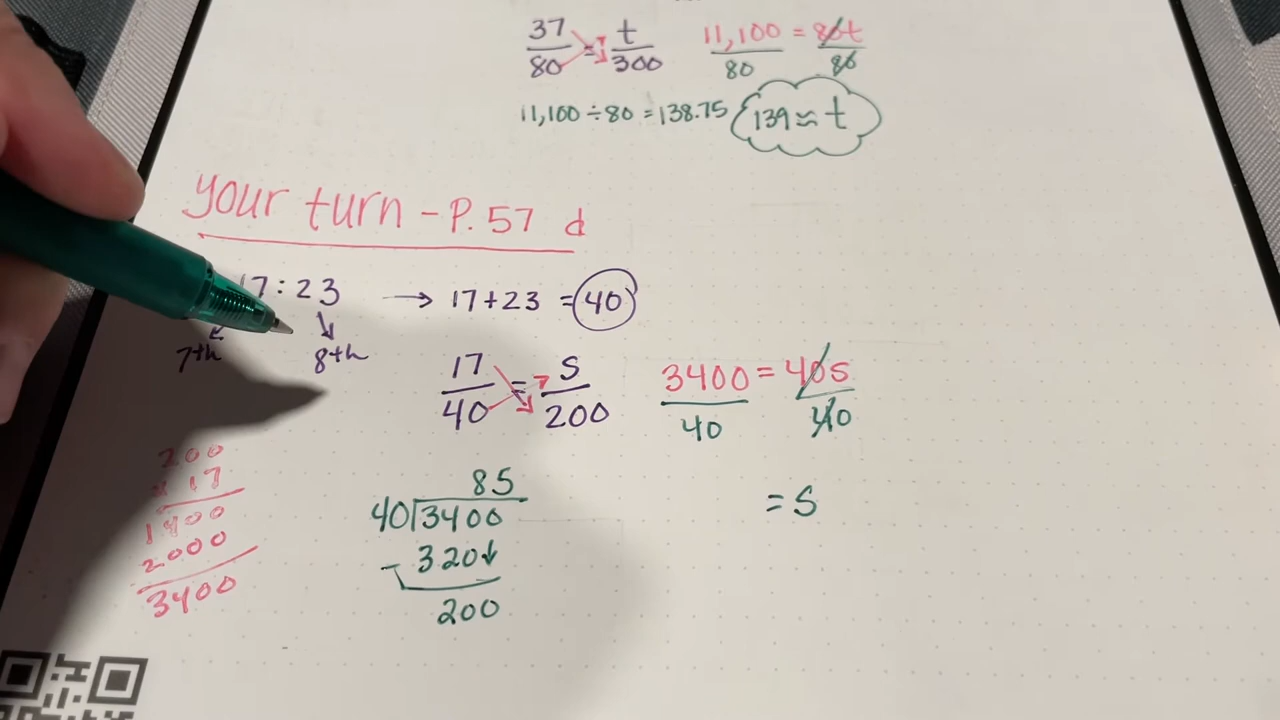 37/80 = t/300
11,100/80 = 80t/80
11,100 ÷ 80 = 138.75
139 ≈ t
your turn - P. 57 d
17:23 → 17+23 = 40
7th 8th
17/40 = s/200
3400/40 = 40s/40
= s
200
x 17
1400
2000
3400
85
40)3400
- 320↓
200